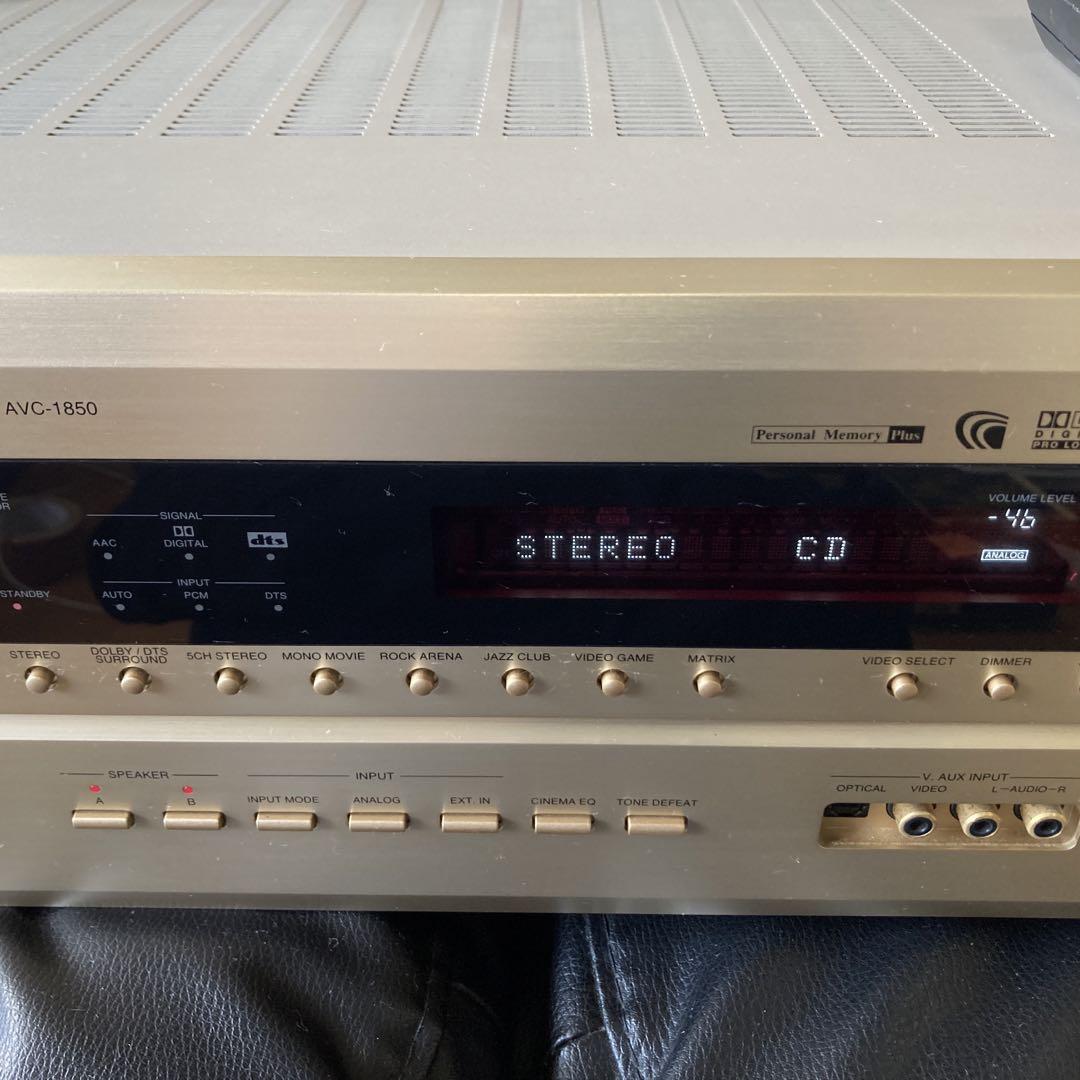 AVC-1850
Personal Memory Plus
VOLUME LEVEL
-46
SIGNAL
AAC
DIGITAL
dts
STEREO CD
ANALOG
INPUT
AUTO
PCM
DTS
STANDBY
STEREO
DOLBY / DTS
SURROUND
5CH STEREO
MONO MOVIE
ROCK ARENA
JAZZ CLUB
VIDEO GAME
MATRIX
VIDEO SELECT
DIMMER
SPEAKER
A
B
INPUT
INPUT MODE
ANALOG
EXT. IN
CINEMA EQ
TONE DEFEAT
V. AUX INPUT
OPTICAL
VIDEO
L-AUDIO-R